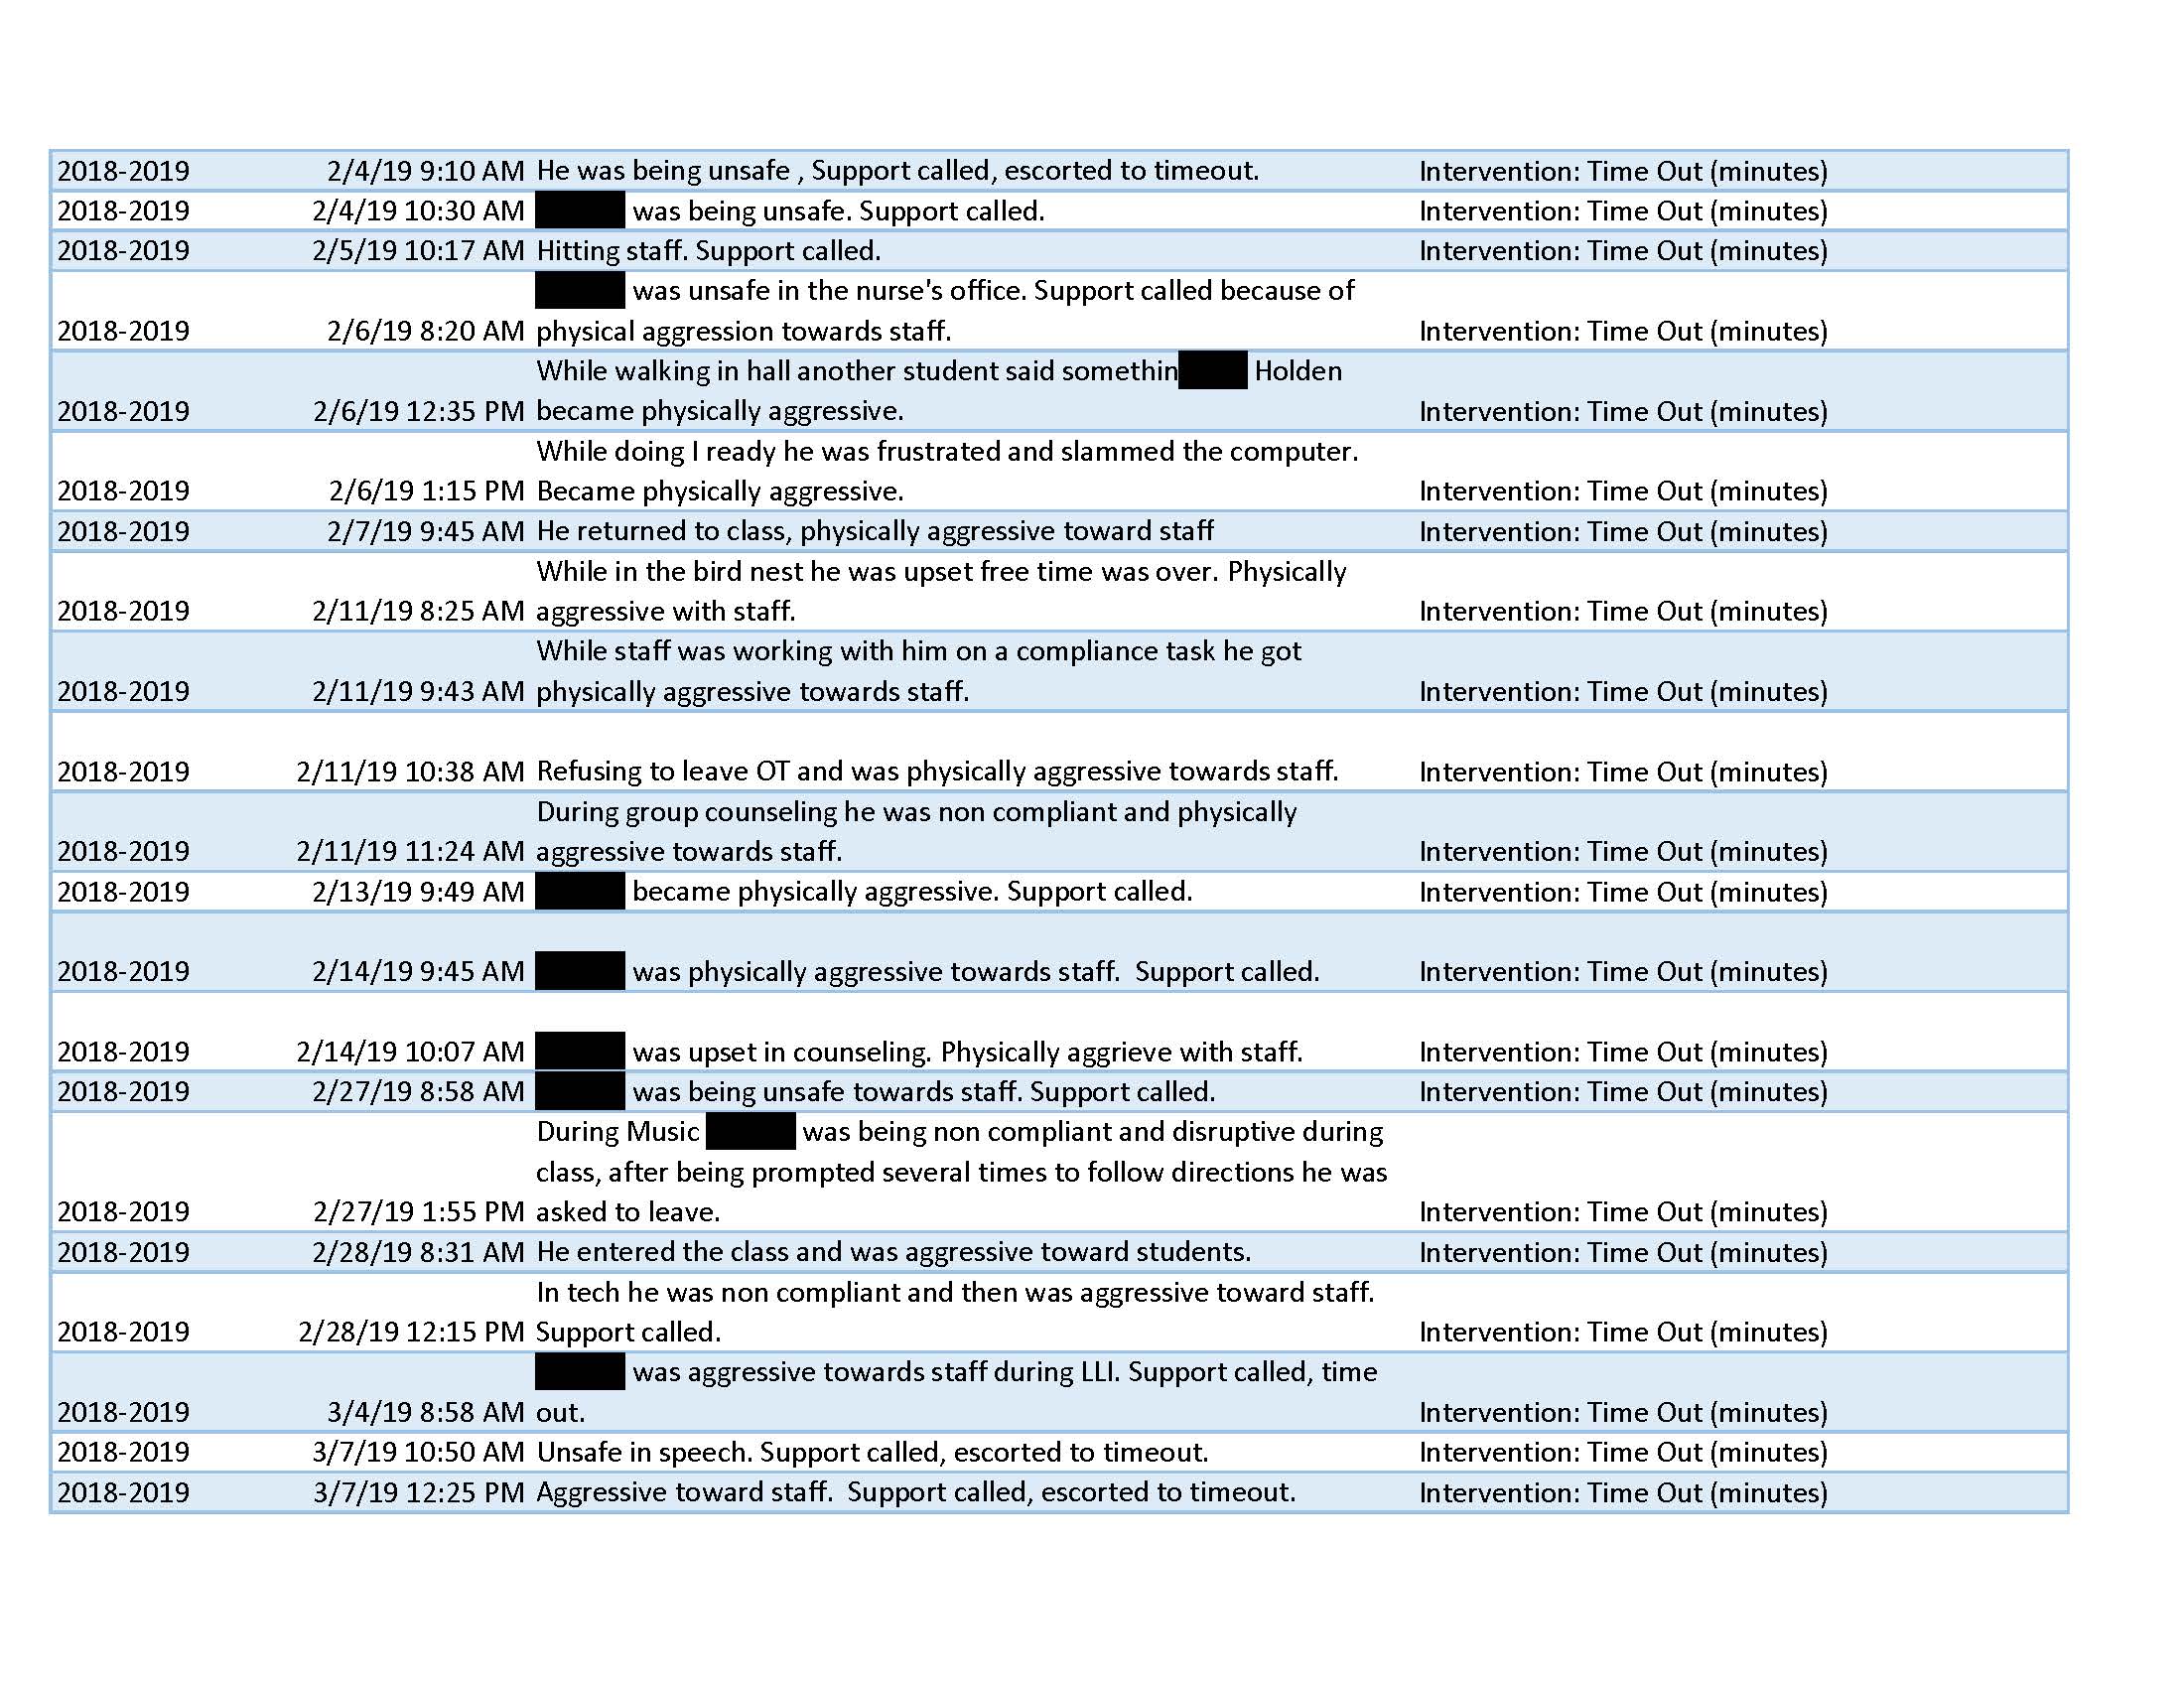 2018-2019 2/4/19 9:10 AM He was being unsafe , Support called, escorted to timeout. Intervention: Time Out (minutes)
2018-2019 2/4/19 10:30 AM was being unsafe. Support called. Intervention: Time Out (minutes)
2018-2019 2/5/19 10:17 AM Hitting staff. Support called. Intervention: Time Out (minutes)
was unsafe in the nurse's office. Support called because of
2018-2019 2/6/19 8:20 AM physical aggression towards staff. Intervention: Time Out (minutes)
While walking in hall another student said somethin Holden
2018-2019 2/6/19 12:35 PM became physically aggressive. Intervention: Time Out (minutes)
While doing I ready he was frustrated and slammed the computer.
2018-2019 2/6/19 1:15 PM Became physically aggressive. Intervention: Time Out (minutes)
2018-2019 2/7/19 9:45 AM He returned to class, physically aggressive toward staff Intervention: Time Out (minutes)
While in the bird nest he was upset free time was over. Physically
2018-2019 2/11/19 8:25 AM aggressive with staff. Intervention: Time Out (minutes)
While staff was working with him on a compliance task he got
2018-2019 2/11/19 9:43 AM physically aggressive towards staff. Intervention: Time Out (minutes)
2018-2019 2/11/19 10:38 AM Refusing to leave OT and was physically aggressive towards staff. Intervention: Time Out (minutes)
During group counseling he was non compliant and physically
2018-2019 2/11/19 11:24 AM aggressive towards staff. Intervention: Time Out (minutes)
2018-2019 2/13/19 9:49 AM became physically aggressive. Support called. Intervention: Time Out (minutes)
2018-2019 2/14/19 9:45 AM was physically aggressive towards staff.  Support called. Intervention: Time Out (minutes)
2018-2019 2/14/19 10:07 AM was upset in counseling. Physically aggrieve with staff. Intervention: Time Out (minutes)
2018-2019 2/27/19 8:58 AM was being unsafe towards staff. Support called. Intervention: Time Out (minutes)
During Music was being non compliant and disruptive during
class, after being prompted several times to follow directions he was
2018-2019 2/27/19 1:55 PM asked to leave. Intervention: Time Out (minutes)
2018-2019 2/28/19 8:31 AM He entered the class and was aggressive toward students. Intervention: Time Out (minutes)
In tech he was non compliant and then was aggressive toward staff.
2018-2019 2/28/19 12:15 PM Support called. Intervention: Time Out (minutes)
was aggressive towards staff during LLI. Support called, time
2018-2019 3/4/19 8:58 AM out. Intervention: Time Out (minutes)
2018-2019 3/7/19 10:50 AM Unsafe in speech. Support called, escorted to timeout. Intervention: Time Out (minutes)
2018-2019 3/7/19 12:25 PM Aggressive toward staff.  Support called, escorted to timeout. Intervention: Time Out (minutes)